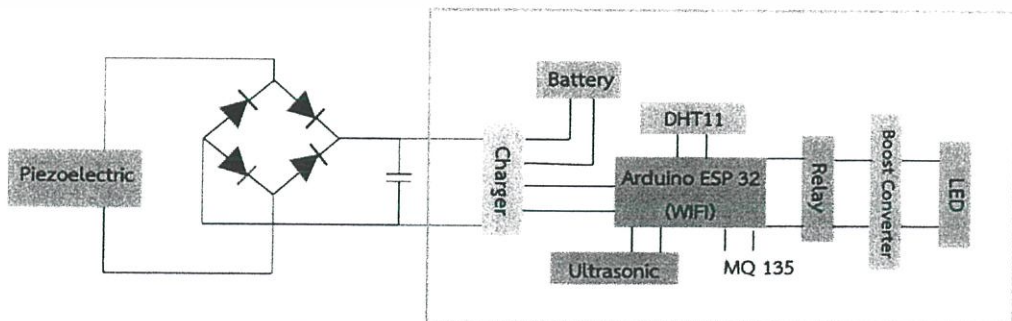 Piezoelectric
Battery
Charger
DHT11
Arduino ESP 32
(WIFI)
Ultrasonic
MQ 135
Relay
Boost Converter
LED